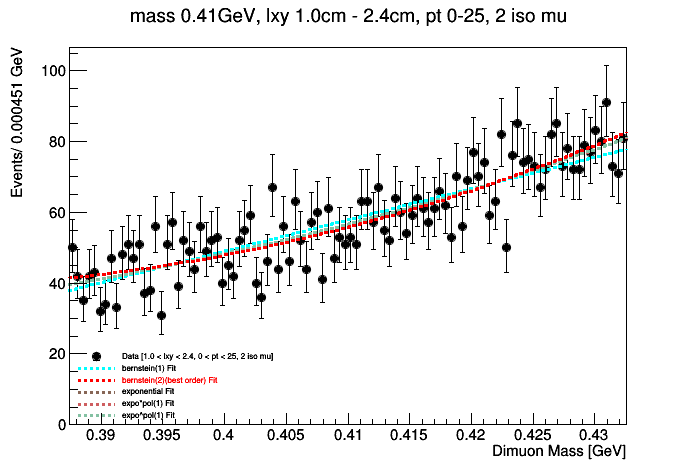 mass 0.41GeV, lxy 1.0cm - 2.4cm, pt 0-25, 2 iso mu
Events/ 0.000451 GeV
100
80
60
40
20
0
Data [1.0 < lxy < 2.4, 0 < pt < 25, 2 iso mu]
bernstein(1) Fit
bernstein(2)(best order) Fit
exponential Fit
expo*pol(1) Fit
expo^pol(1) Fit
0.39 0.395 0.4 0.405 0.41 0.415 0.42 0.425 0.43
Dimuon Mass [GeV]